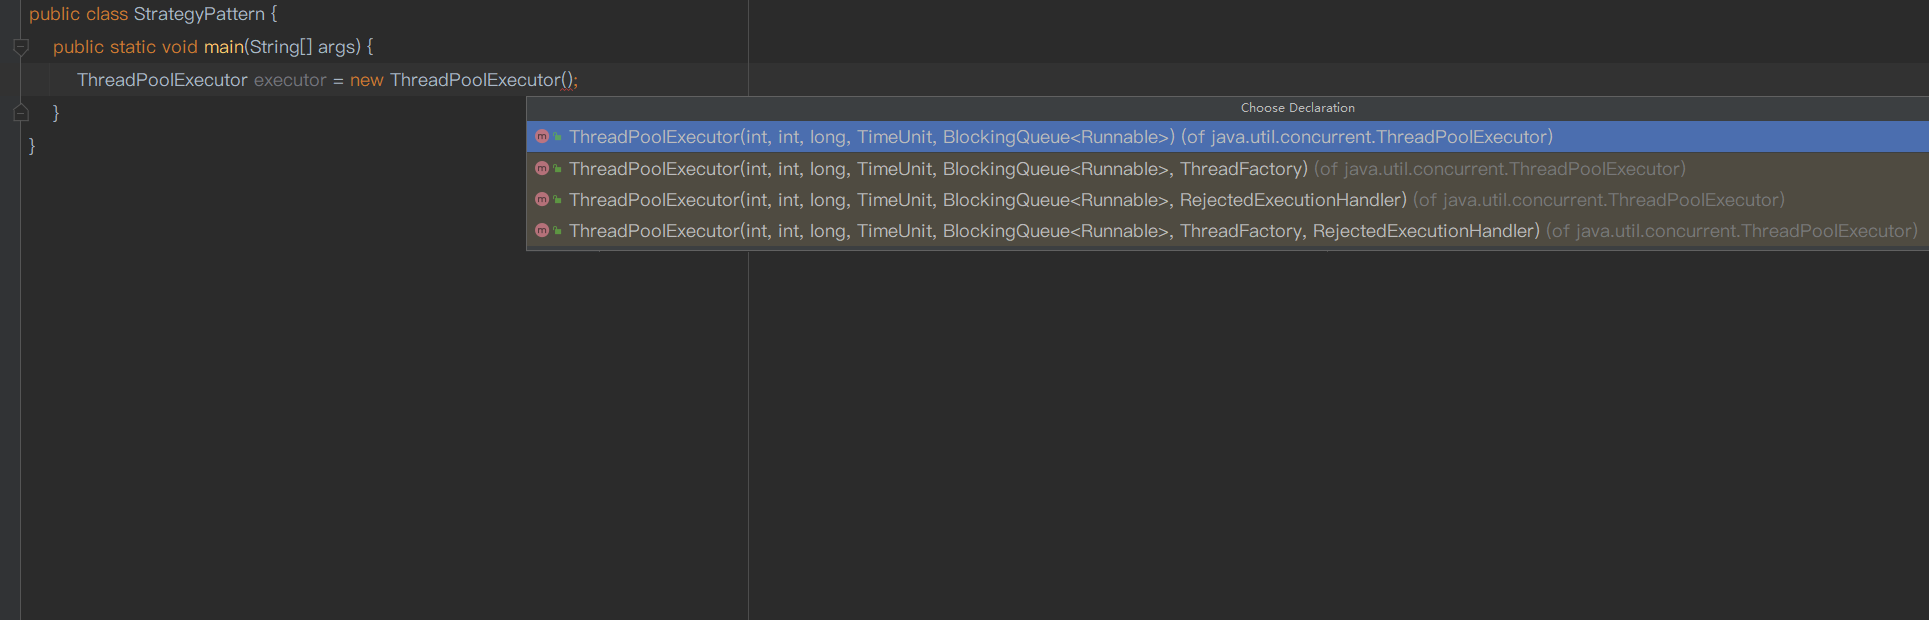 public class StrategyPattern {
public static void main(String[] args) {
ThreadPoolExecutor executor = new ThreadPoolExecutor();
}
}
Choose Declaration
ThreadPoolExecutor(int, int, long, TimeUnit, BlockingQueue<Runnable>) (of java.util.concurrent.ThreadPoolExecutor)
ThreadPoolExecutor(int, int, long, TimeUnit, BlockingQueue<Runnable>, ThreadFactory) (of java.util.concurrent.ThreadPoolExecutor)
ThreadPoolExecutor(int, int, long, TimeUnit, BlockingQueue<Runnable>, RejectedExecutionHandler) (of java.util.concurrent.ThreadPoolExecutor)
ThreadPoolExecutor(int, int, long, TimeUnit, BlockingQueue<Runnable>, ThreadFactory, RejectedExecutionHandler) (of java.util.concurrent.ThreadPoolExecutor)